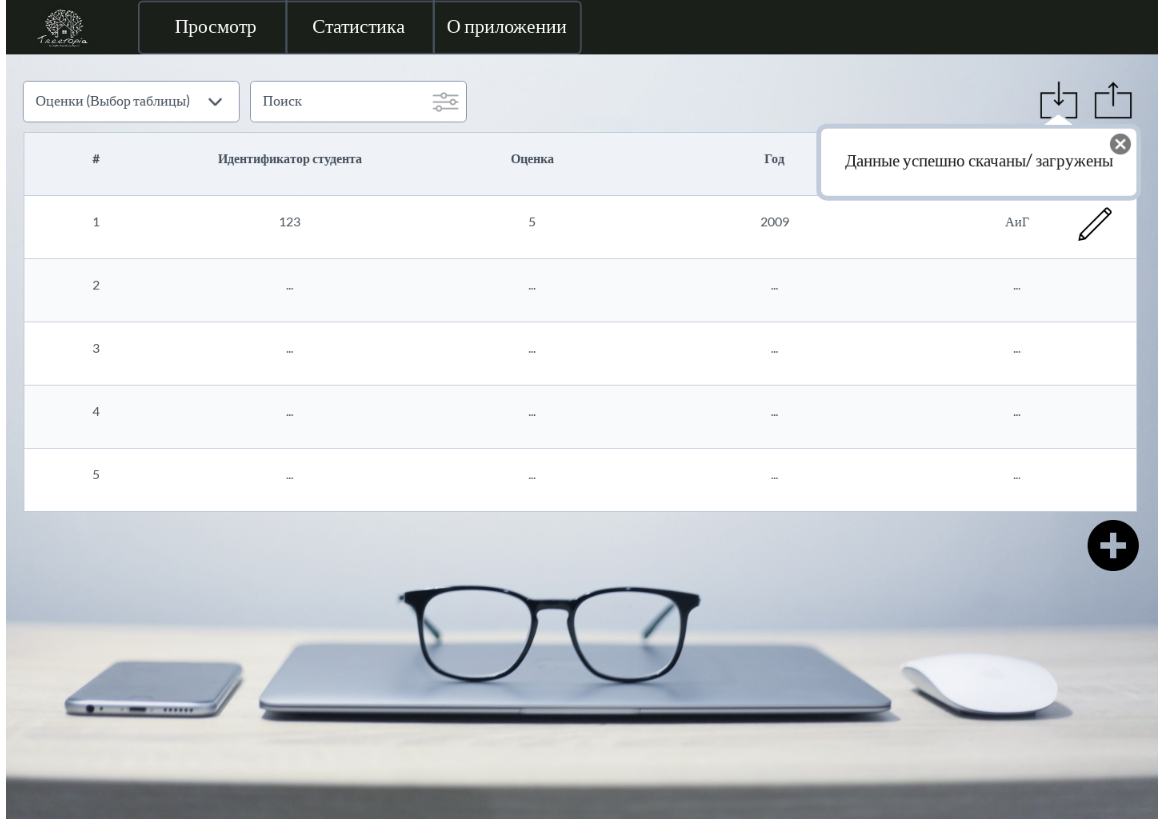 Treetopia
Просмотр Статистика О приложении
Оценки (Выбор таблицы) Поиск
Данные успешно скачаны/ загружены
# Идентификатор студента Оценка Год
1 123 5 2009 АиГ
2 ... ... ... ...
3 ... ... ... ...
4 ... ... ... ...
5 ... ... ... ...